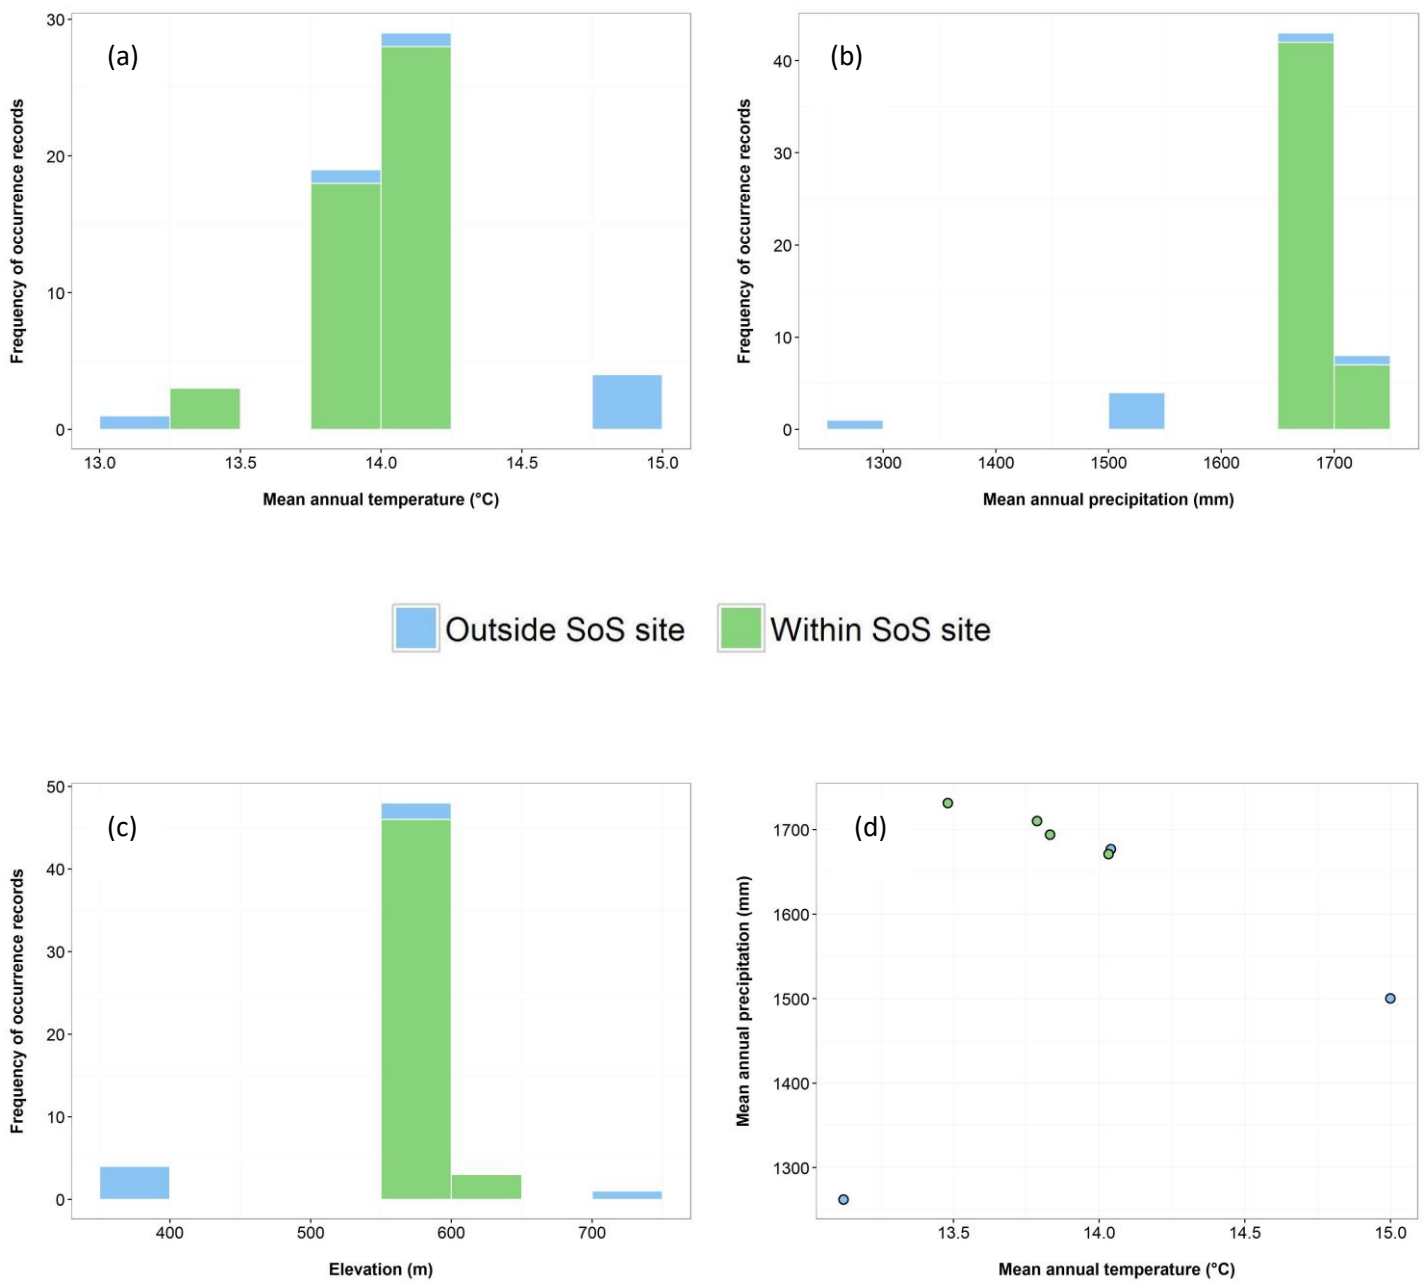 (a)
30
20
10
0
Frequency of occurrence records
13.0 13.5 14.0 14.5 15.0
Mean annual temperature (°C)
(b)
40
30
20
10
0
Frequency of occurrence records
1300 1400 1500 1600 1700
Mean annual precipitation (mm)
Outside SoS site Within SoS site
(c)
50
40
30
20
10
0
Frequency of occurrence records
400 500 600 700
Elevation (m)
(d)
1700
1600
1500
1400
1300
Mean annual precipitation (mm)
13.5 14.0 14.5 15.0
Mean annual temperature (°C)